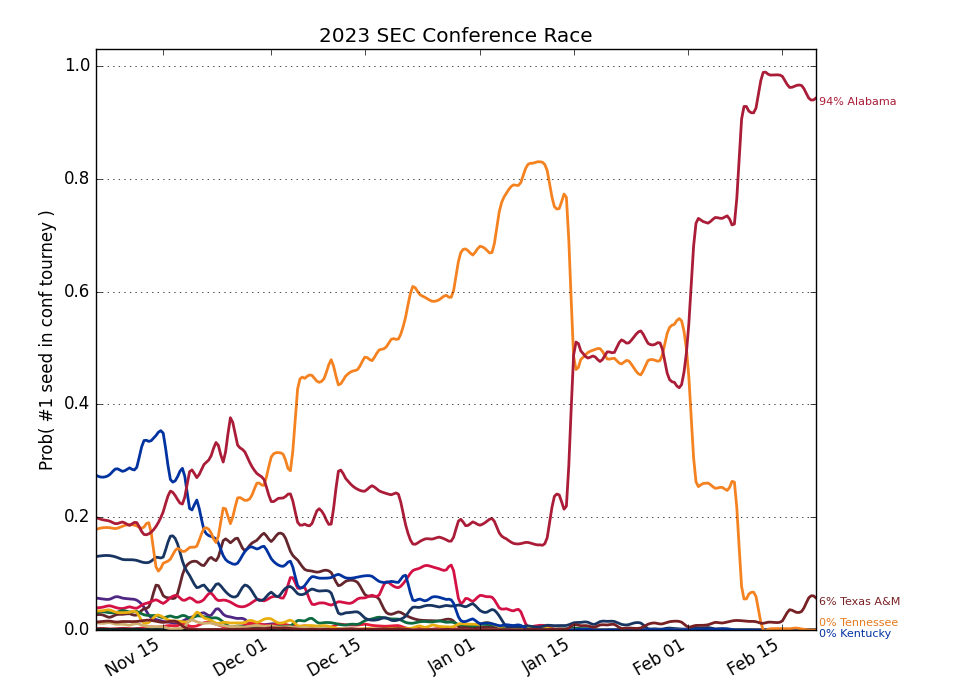 2023 SEC Conference Race
Prob( #1 seed in conf tourney )
1.0
0.8
0.6
0.4
0.2
0.0
94% Alabama
6% Texas A&M
0% Tennessee
0% Kentucky
Nov 15
Dec 01
Dec 15
Jan 01
Jan 15
Feb 01
Feb 15